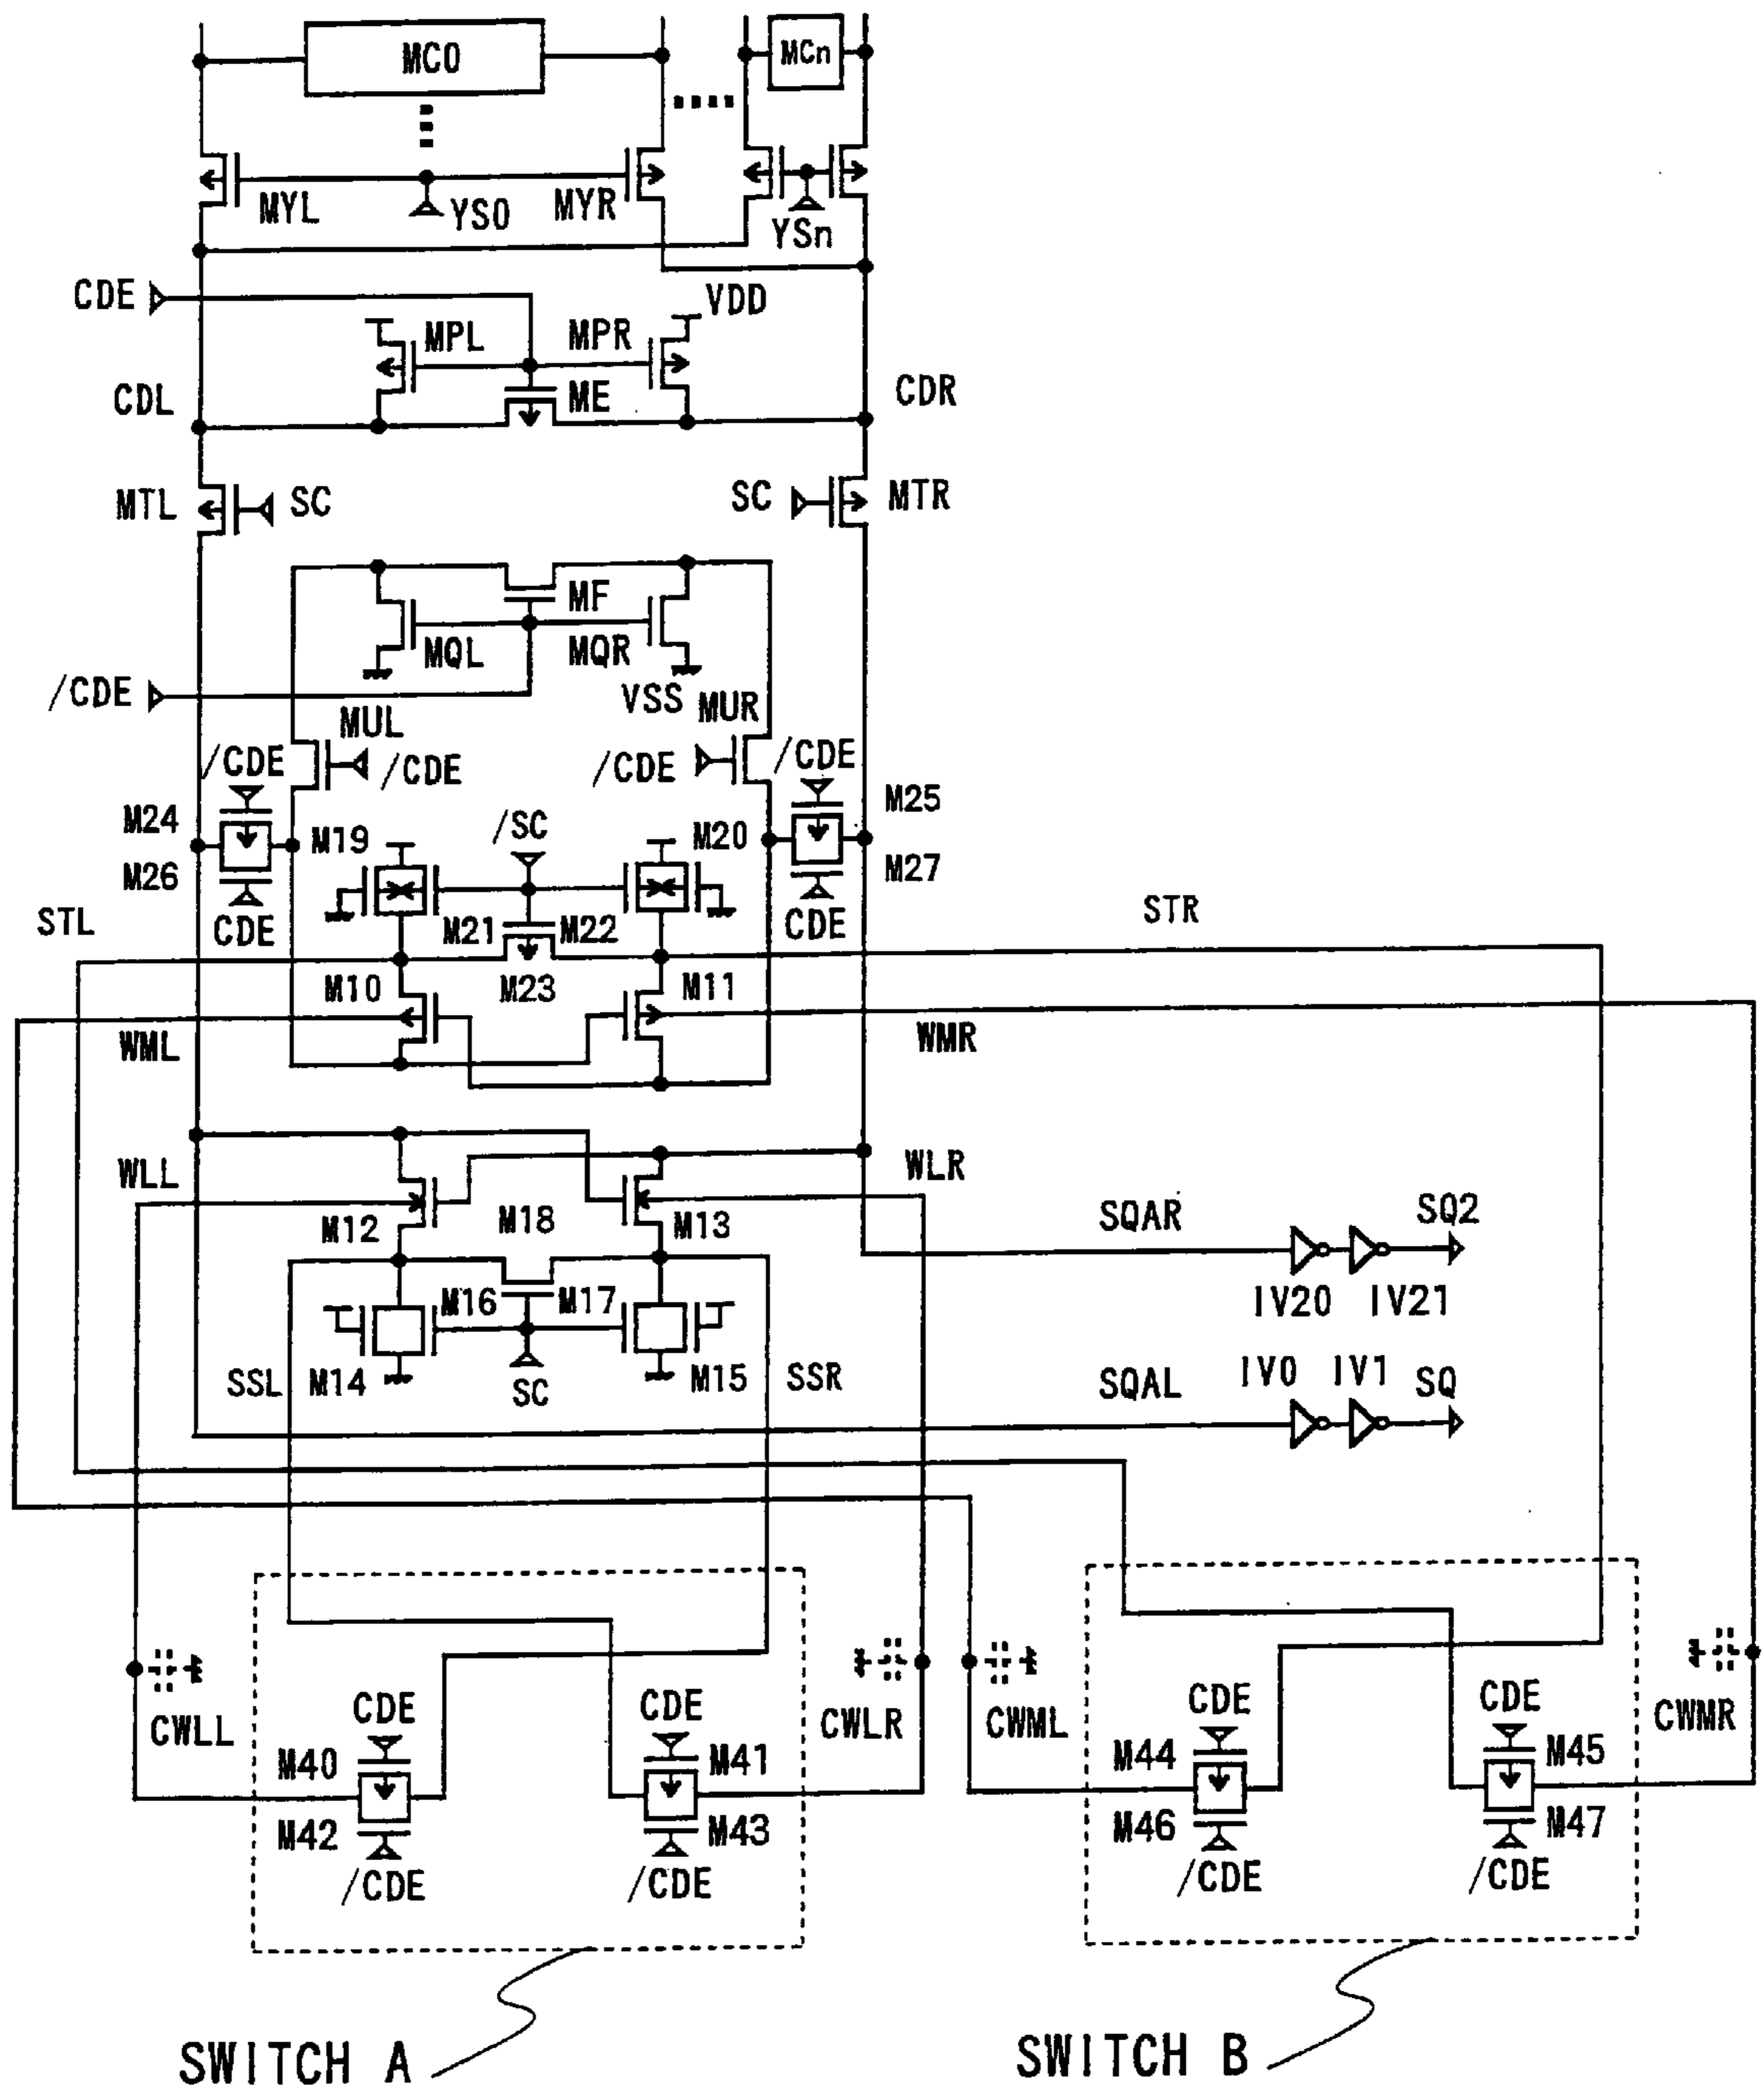 MC0
MCn
MYL
YS0
MYR
YSn
CDE
VDD
MPL
MPR
CDL
ME
CDR
MTL
SC
SC
MTR
MF
MQL
MQR
/CDE
VSS
MUL
MUR
/CDE
/CDE
/CDE
/CDE
M24
M19
/SC
M20
M25
M26
M27
STL
CDE
M21
M22
CDE
STR
M10
M23
M11
WML
WMR
WLL
WLR
M12
M18
M13
SQAR
SQ2
M16
M17
IV20
IV21
SSL
M14
SC
M15
SSR
SQAL
IV0
IV1
SQ
CWLL
CDE
CDE
CWLR
CWML
CDE
CDE
CWMR
M40
M41
M44
M45
M42
M43
M46
M47
/CDE
/CDE
/CDE
/CDE
SWITCH A
SWITCH B